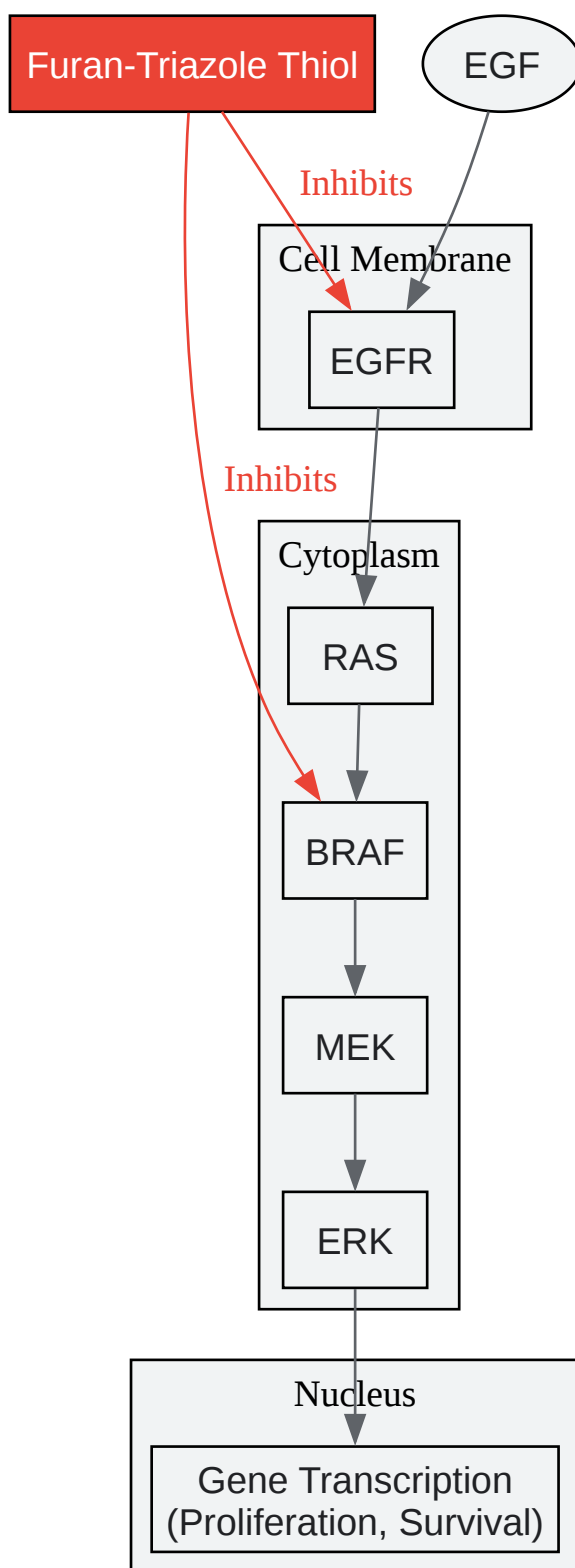 Furan-Triazole Thiol
EGF
Inhibits
Cell Membrane
EGFR
Inhibits
Cytoplasm
RAS
BRAF
MEK
ERK
Nucleus
Gene Transcription
(Proliferation, Survival)